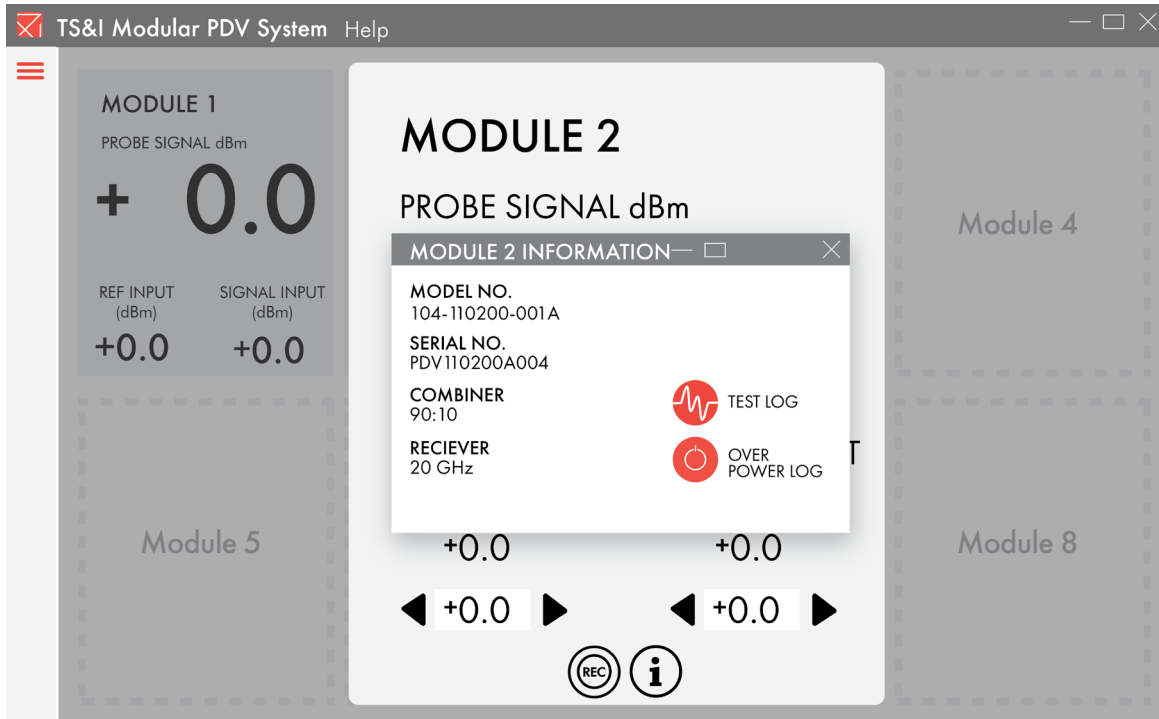 TS&I Modular PDV System Help
MODULE 1
PROBE SIGNAL dBm
+ 0.0
REF INPUT (dBm)
+0.0
SIGNAL INPUT (dBm)
+0.0
MODULE 2
PROBE SIGNAL dBm
MODULE 2 INFORMATION
MODEL NO.
104-110200-001A
SERIAL NO.
PDV110200A004
COMBINER
90:10
RECIEVER
20 GHz
TEST LOG
OVER
POWER LOG
T
+0.0
+0.0
+0.0
+0.0
REC
i
Module 4
Module 5
Module 8